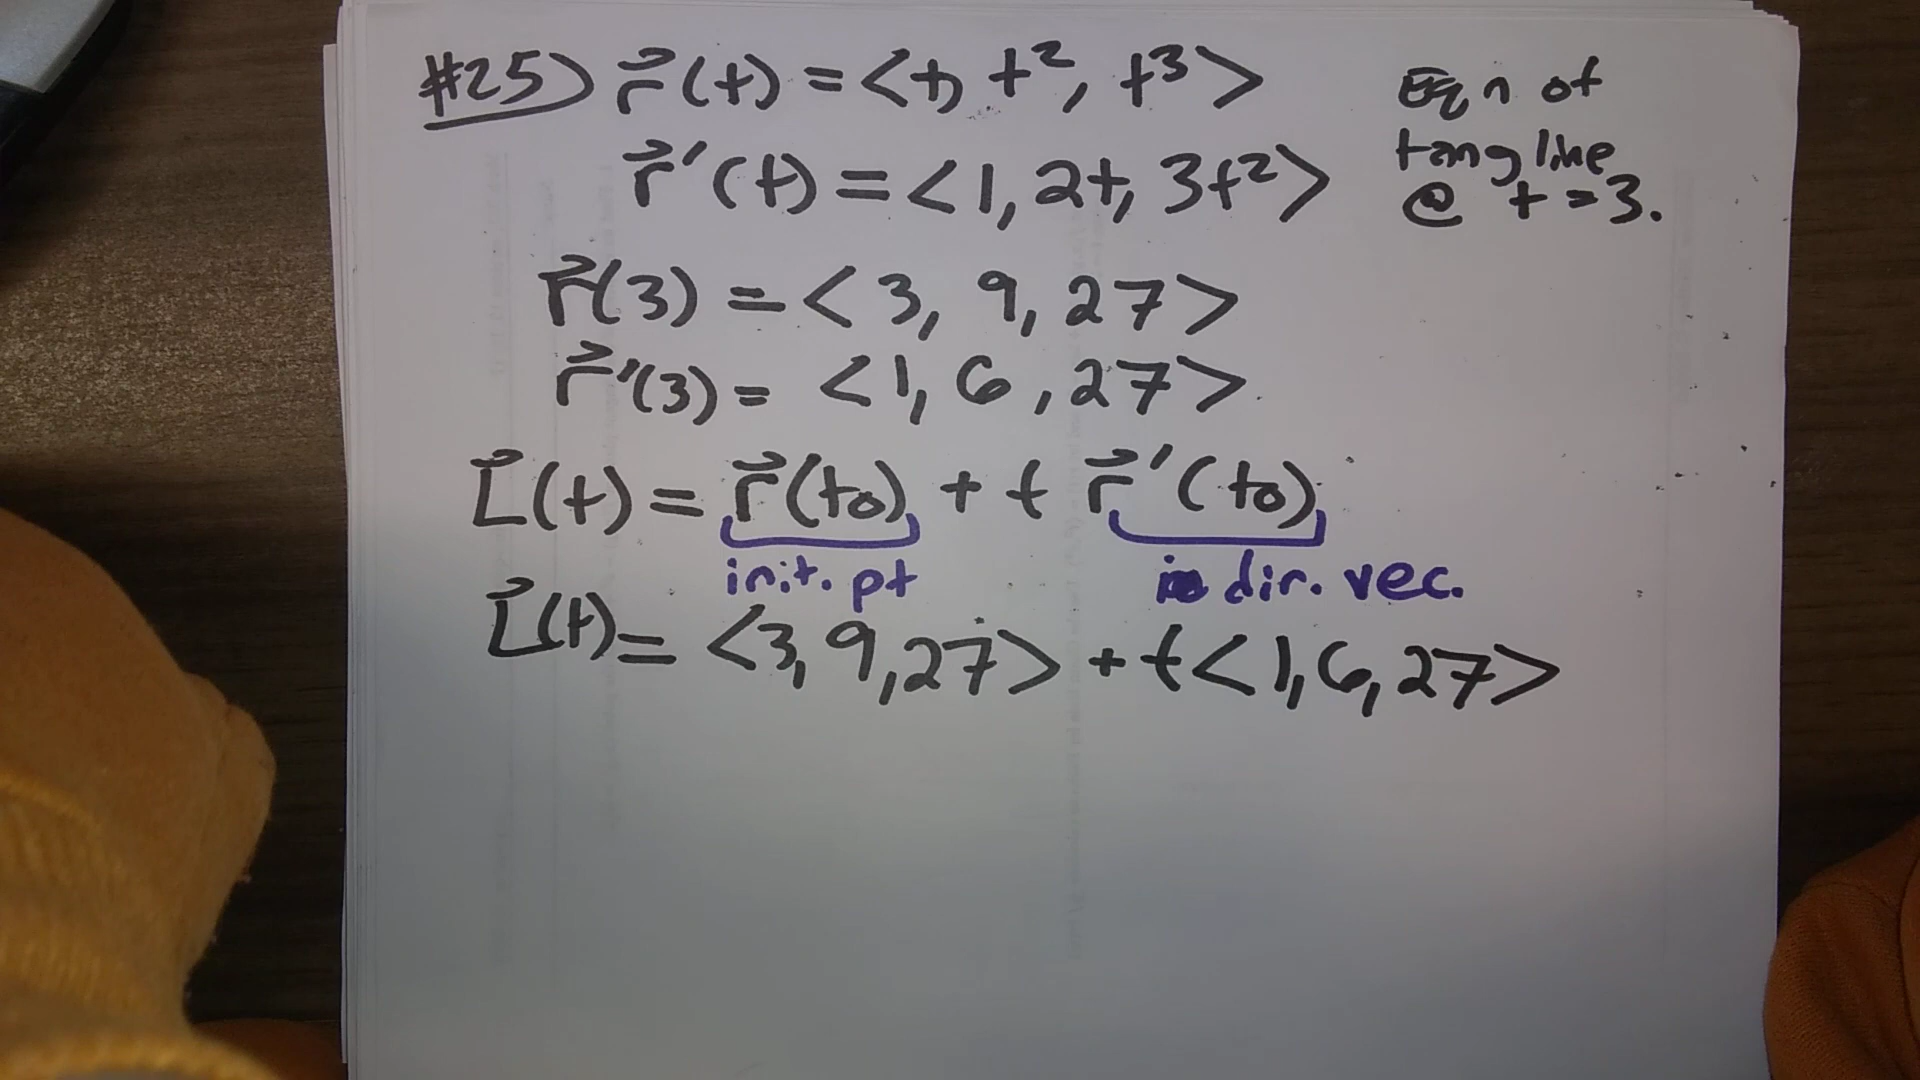 #25) r⃗(t) = <t, t², t³>
Eqn of
tang line
@ t = 3.
r⃗'(t) = <1, 2t, 3t²>
r⃗(3) = <3, 9, 27>
r⃗'(3) = <1, 6, 27>
L⃗(t) = r⃗(t₀) + t r⃗'(t₀)
init. pt
dir. vec.
L⃗(t) = <3, 9, 27> + t<1, 6, 27>